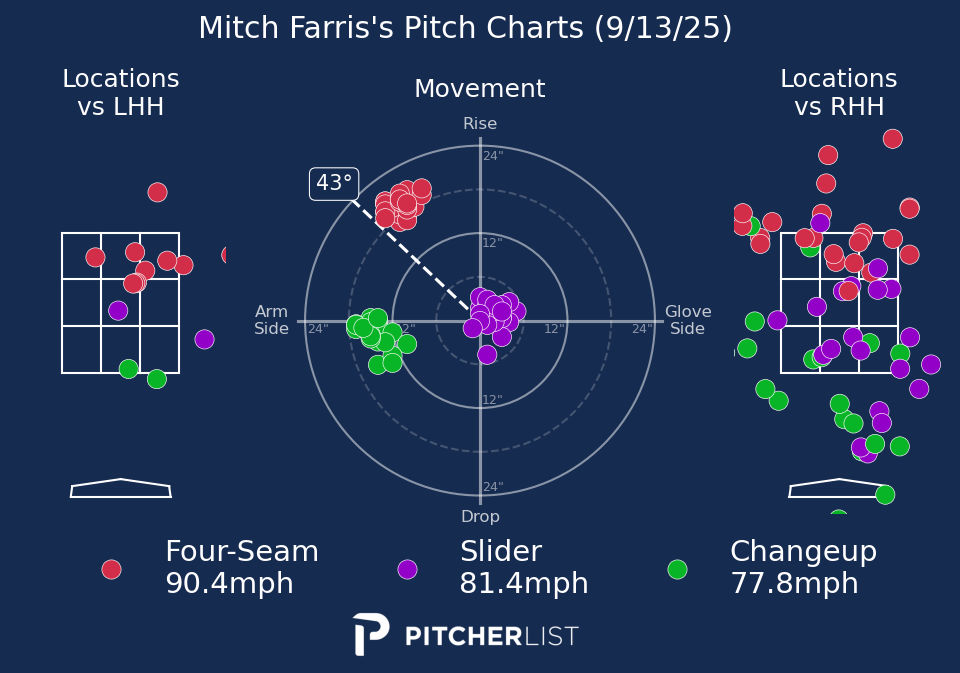 Mitch Farris's Pitch Charts (9/13/25)
Locations
vs LHH
Movement
Locations
vs RHH
Rise
24"
43°
12"
Arm
Side
24"
12"
24"
Glove
Side
12"
24"
Drop
Four-Seam
90.4mph
Slider
81.4mph
Changeup
77.8mph
PITCHERLIST